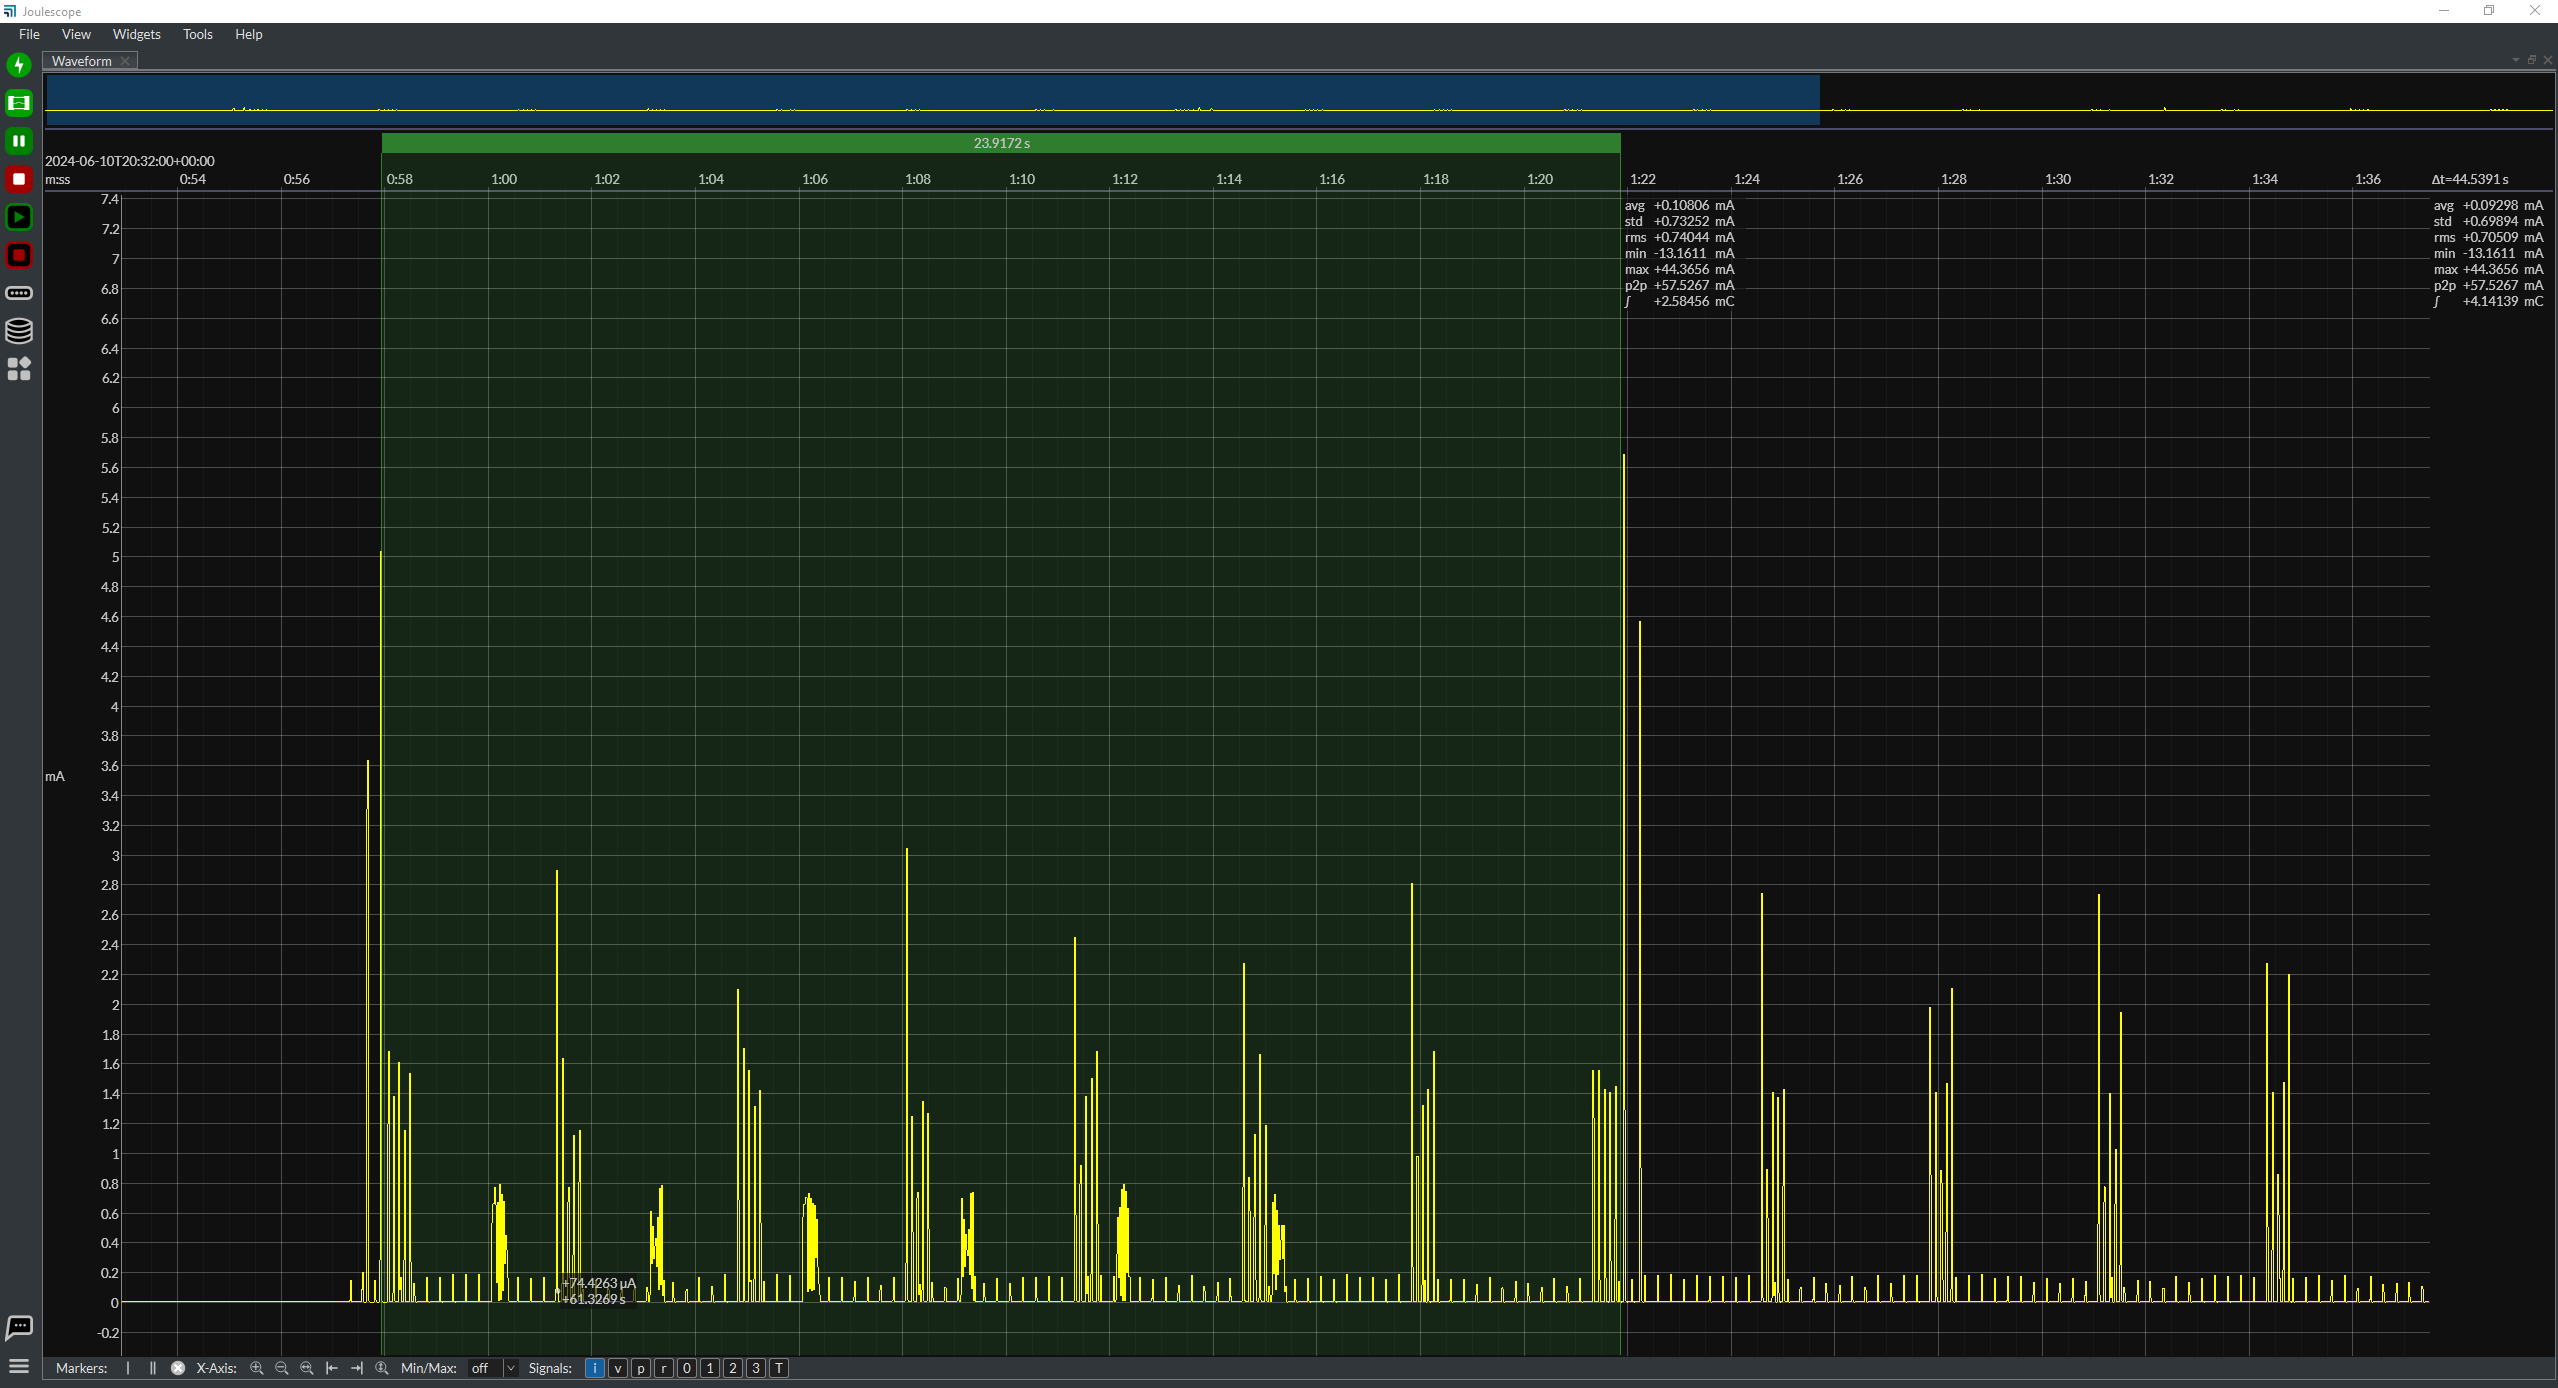 Joulescope
File View Widgets Tools Help
Waveform
23.9172 s
2024-06-10T20:32:00+00:00
m:ss 0:54 0:56 0:58 1:00 1:02 1:04 1:06 1:08 1:10 1:12 1:14 1:16 1:18 1:20 1:22 1:24 1:26 1:28 1:30 1:32 1:34 1:36 Δt=44.5391 s
avg +0.10806 mA
std +0.73252 mA
rms +0.74044 mA
min -13.1611 mA
max +44.3656 mA
p2p +57.5267 mA
∫ +2.58456 mC
avg +0.09298 mA
std +0.69894 mA
rms +0.70509 mA
min -13.1611 mA
max +44.3656 mA
p2p +57.5267 mA
∫ +4.14139 mC
7.4
7.2
7
6.8
6.6
6.4
6.2
6
5.8
5.6
5.4
5.2
5
4.8
4.6
4.4
4.2
4
3.8
mA
3.6
3.4
3.2
3
2.8
2.6
2.4
2.2
2
1.8
1.6
1.4
1.2
1
0.8
0.6
0.4
0.2
0
-0.2
+74.4263 µA
+61.3269 s
Markers: X-Axis: Min/Max: off Signals: i v p r 0 1 2 3 T